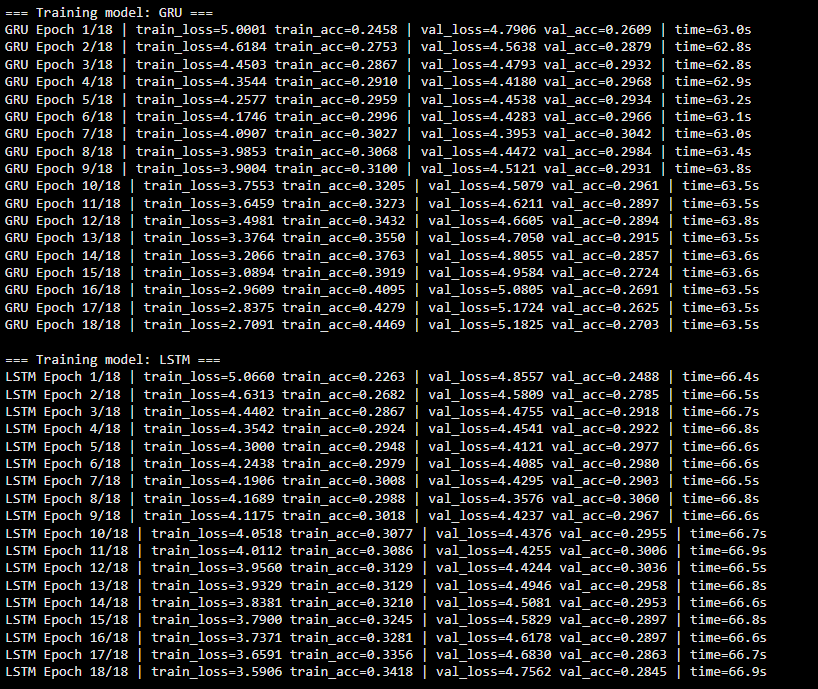 === Training model: GRU ===
GRU Epoch 1/18 | train_loss=5.0001 train_acc=0.2458 | val_loss=4.7906 val_acc=0.2609 | time=63.0s
GRU Epoch 2/18 | train_loss=4.6184 train_acc=0.2753 | val_loss=4.5638 val_acc=0.2879 | time=62.8s
GRU Epoch 3/18 | train_loss=4.4503 train_acc=0.2867 | val_loss=4.4793 val_acc=0.2932 | time=62.8s
GRU Epoch 4/18 | train_loss=4.3544 train_acc=0.2910 | val_loss=4.4180 val_acc=0.2968 | time=62.9s
GRU Epoch 5/18 | train_loss=4.2577 train_acc=0.2959 | val_loss=4.4538 val_acc=0.2934 | time=63.2s
GRU Epoch 6/18 | train_loss=4.1746 train_acc=0.2996 | val_loss=4.4283 val_acc=0.2966 | time=63.1s
GRU Epoch 7/18 | train_loss=4.0907 train_acc=0.3027 | val_loss=4.3953 val_acc=0.3042 | time=63.0s
GRU Epoch 8/18 | train_loss=3.9853 train_acc=0.3068 | val_loss=4.4472 val_acc=0.2984 | time=63.4s
GRU Epoch 9/18 | train_loss=3.9004 train_acc=0.3100 | val_loss=4.5121 val_acc=0.2931 | time=63.8s
GRU Epoch 10/18 | train_loss=3.7553 train_acc=0.3205 | val_loss=4.5079 val_acc=0.2961 | time=63.5s
GRU Epoch 11/18 | train_loss=3.6459 train_acc=0.3273 | val_loss=4.6211 val_acc=0.2897 | time=63.5s
GRU Epoch 12/18 | train_loss=3.4981 train_acc=0.3432 | val_loss=4.6605 val_acc=0.2894 | time=63.8s
GRU Epoch 13/18 | train_loss=3.3764 train_acc=0.3550 | val_loss=4.7050 val_acc=0.2915 | time=63.5s
GRU Epoch 14/18 | train_loss=3.2066 train_acc=0.3763 | val_loss=4.8055 val_acc=0.2857 | time=63.6s
GRU Epoch 15/18 | train_loss=3.0894 train_acc=0.3919 | val_loss=4.9584 val_acc=0.2724 | time=63.6s
GRU Epoch 16/18 | train_loss=2.9609 train_acc=0.4095 | val_loss=5.0805 val_acc=0.2691 | time=63.5s
GRU Epoch 17/18 | train_loss=2.8375 train_acc=0.4279 | val_loss=5.1724 val_acc=0.2625 | time=63.5s
GRU Epoch 18/18 | train_loss=2.7091 train_acc=0.4469 | val_loss=5.1825 val_acc=0.2703 | time=63.5s
=== Training model: LSTM ===
LSTM Epoch 1/18 | train_loss=5.0660 train_acc=0.2263 | val_loss=4.8557 val_acc=0.2488 | time=66.4s
LSTM Epoch 2/18 | train_loss=4.6313 train_acc=0.2682 | val_loss=4.5809 val_acc=0.2785 | time=66.5s
LSTM Epoch 3/18 | train_loss=4.4402 train_acc=0.2867 | val_loss=4.4755 val_acc=0.2918 | time=66.7s
LSTM Epoch 4/18 | train_loss=4.3542 train_acc=0.2924 | val_loss=4.4541 val_acc=0.2922 | time=66.8s
LSTM Epoch 5/18 | train_loss=4.3000 train_acc=0.2948 | val_loss=4.4121 val_acc=0.2977 | time=66.6s
LSTM Epoch 6/18 | train_loss=4.2438 train_acc=0.2979 | val_loss=4.4085 val_acc=0.2980 | time=66.6s
LSTM Epoch 7/18 | train_loss=4.1906 train_acc=0.3008 | val_loss=4.4295 val_acc=0.2903 | time=66.5s
LSTM Epoch 8/18 | train_loss=4.1689 train_acc=0.2988 | val_loss=4.3576 val_acc=0.3060 | time=66.8s
LSTM Epoch 9/18 | train_loss=4.1175 train_acc=0.3018 | val_loss=4.4237 val_acc=0.2967 | time=66.6s
LSTM Epoch 10/18 | train_loss=4.0518 train_acc=0.3077 | val_loss=4.4376 val_acc=0.2955 | time=66.7s
LSTM Epoch 11/18 | train_loss=4.0112 train_acc=0.3086 | val_loss=4.4255 val_acc=0.3006 | time=66.9s
LSTM Epoch 12/18 | train_loss=3.9560 train_acc=0.3129 | val_loss=4.4244 val_acc=0.3036 | time=66.5s
LSTM Epoch 13/18 | train_loss=3.9329 train_acc=0.3129 | val_loss=4.4946 val_acc=0.2958 | time=66.8s
LSTM Epoch 14/18 | train_loss=3.8381 train_acc=0.3210 | val_loss=4.5081 val_acc=0.2953 | time=66.6s
LSTM Epoch 15/18 | train_loss=3.7900 train_acc=0.3245 | val_loss=4.5829 val_acc=0.2897 | time=66.8s
LSTM Epoch 16/18 | train_loss=3.7371 train_acc=0.3281 | val_loss=4.6178 val_acc=0.2897 | time=66.6s
LSTM Epoch 17/18 | train_loss=3.6591 train_acc=0.3356 | val_loss=4.6830 val_acc=0.2863 | time=66.7s
LSTM Epoch 18/18 | train_loss=3.5906 train_acc=0.3418 | val_loss=4.7562 val_acc=0.2845 | time=66.9s